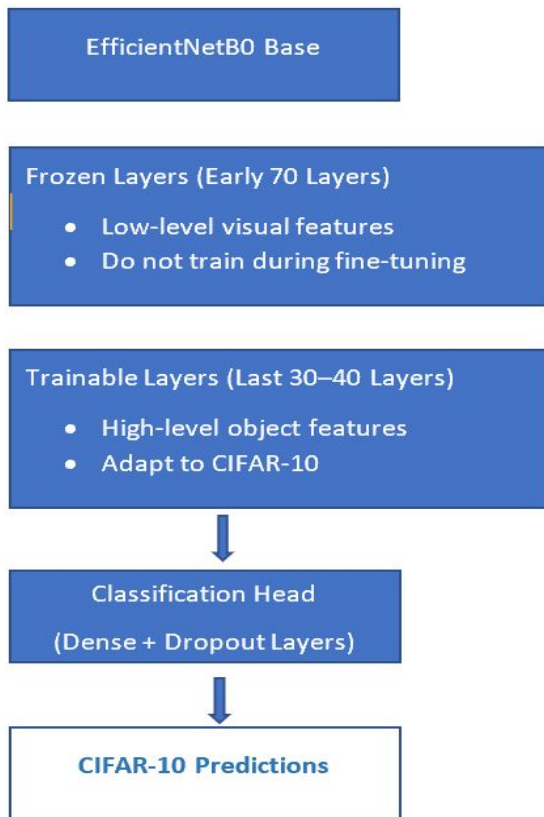 EfficientNetB0 Base
Frozen Layers (Early 70 Layers)
• Low-level visual features
• Do not train during fine-tuning
Trainable Layers (Last 30–40 Layers)
• High-level object features
• Adapt to CIFAR-10
Classification Head
(Dense + Dropout Layers)
CIFAR-10 Predictions